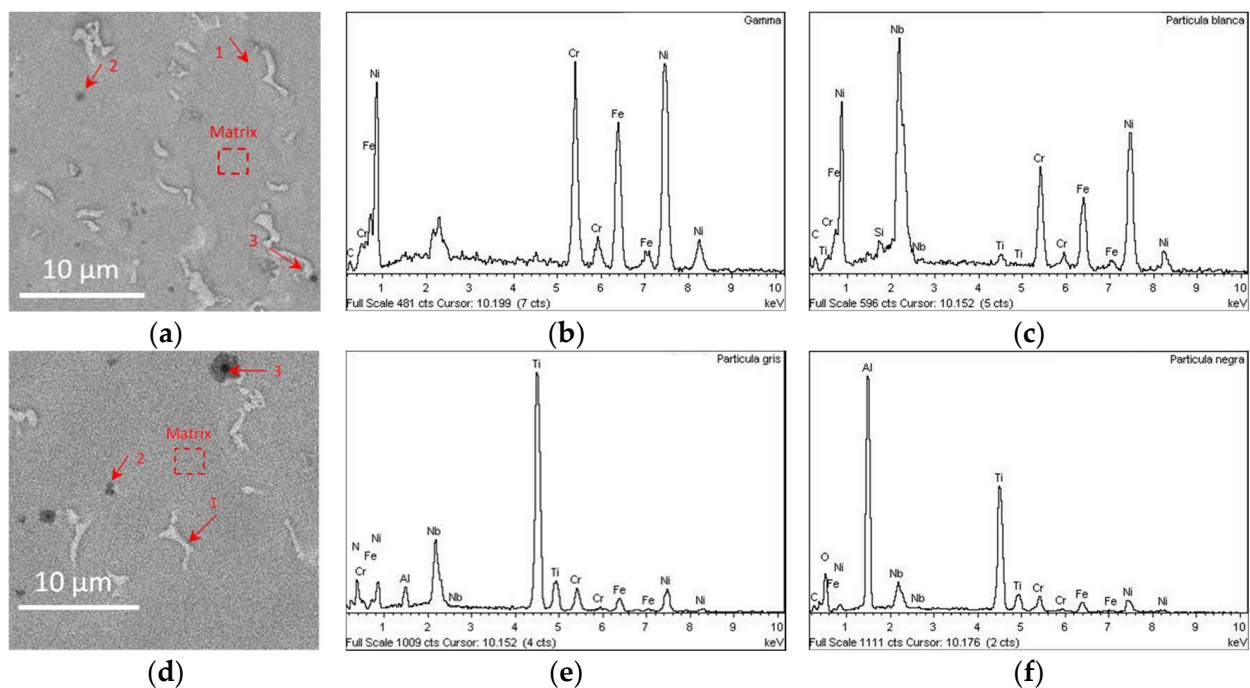 1
2
Matrix
3
10 µm
(a)
Gamma
Ni
Fe
Cr
C
Cr
Cr
Fe
Fe
Ni
Ni
0
1
2
3
4
5
6
7
8
9
10
Full Scale 481 cts Cursor: 10.199 (7 cts)
keV
(b)
Particula blanca
Nb
Ni
Fe
Cr
C
Ti
Si
Nb
Ti
Ti
Cr
Cr
Fe
Fe
Ni
Ni
0
1
2
3
4
5
6
7
8
9
10
Full Scale 596 cts Cursor: 10.152 (5 cts)
keV
(c)
3
Matrix
2
1
10 µm
(d)
Particula gris
Ti
N
Ni
Fe
Cr
Al
Nb
Nb
Ti
Cr
Cr
Fe
Fe
Ni
Ni
0
1
2
3
4
5
6
7
8
9
10
Full Scale 1009 cts Cursor: 10.152 (4 cts)
keV
(e)
Particula negra
Al
O
Ni
Fe
C
Nb
Nb
Ti
Ti
Cr
Cr
Fe
Fe
Ni
Ni
0
1
2
3
4
5
6
7
8
9
10
Full Scale 1111 cts Cursor: 10.176 (2 cts)
keV
(f)